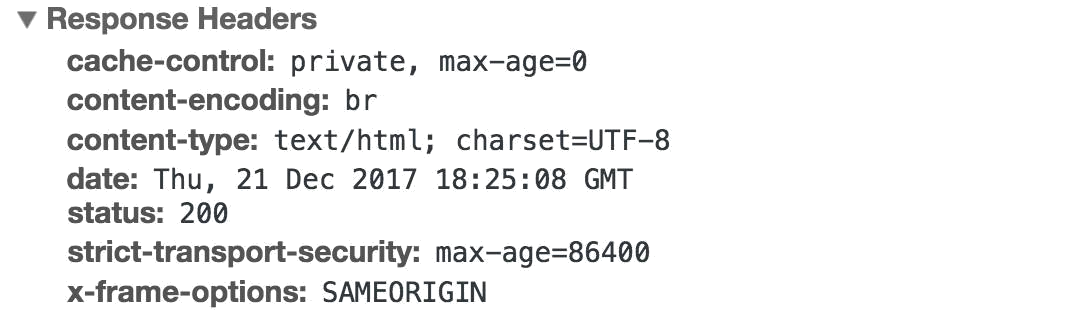 ▼ Response Headers
cache-control: private, max-age=0
content-encoding: br
content-type: text/html; charset=UTF-8
date: Thu, 21 Dec 2017 18:25:08 GMT
status: 200
strict-transport-security: max-age=86400
x-frame-options: SAMEORIGIN